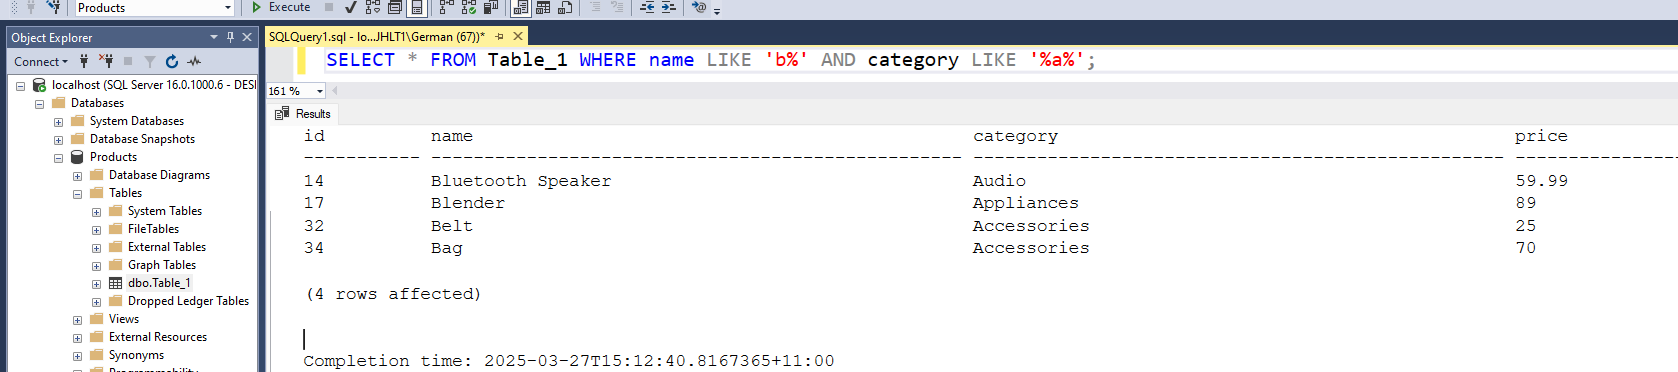 Products
Execute
Object Explorer
Connect
localhost (SQL Server 16.0.1000.6 - DESI
Databases
System Databases
Database Snapshots
Products
Database Diagrams
Tables
System Tables
FileTables
External Tables
Graph Tables
dbo.Table_1
Dropped Ledger Tables
Views
External Resources
Synonyms
Programmability
SQLQuery1.sql - lo...JHLT1\German (67))*
SELECT * FROM Table_1 WHERE name LIKE 'b%' AND category LIKE '%a%';
161 %
Results
id name category price
----------- -------------------------------------------------- -------------------------------------------------- ----------------
14 Bluetooth Speaker Audio 59.99
17 Blender Appliances 89
32 Belt Accessories 25
34 Bag Accessories 70
(4 rows affected)
Completion time: 2025-03-27T15:12:40.8167365+11:00